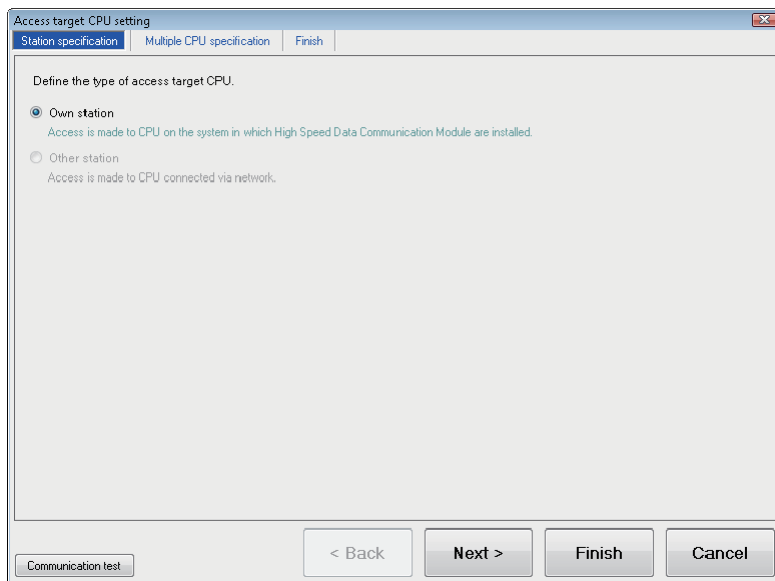 Access target CPU setting
Station specification Multiple CPU specification Finish
Define the type of access target CPU.
Own station
Access is made to CPU on the system in which High Speed Data Communication Module are installed.
Other station
Access is made to CPU connected via network.
Communication test < Back Next > Finish Cancel